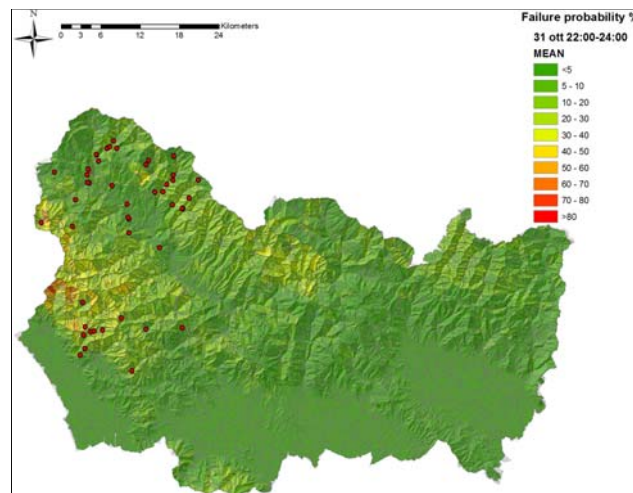 N
Kilometers
0 3 6 12 18 24
Failure probability %
31 ott 22:00-24:00
MEAN
<5
5 - 10
10 - 20
20 - 30
30 - 40
40 - 50
50 - 60
60 - 70
70 - 80
>80